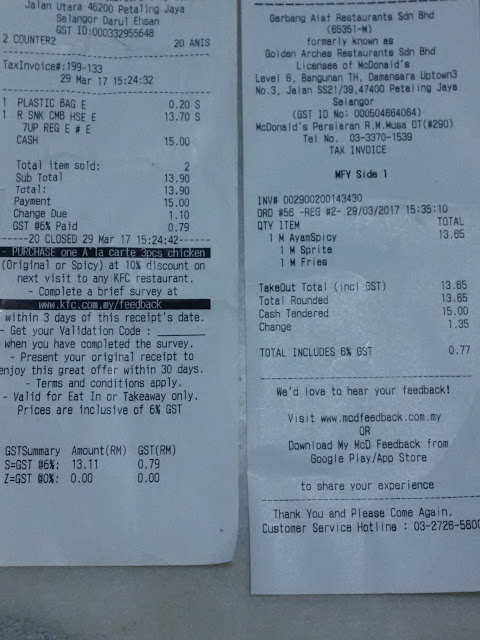 Jalan Utara 46200 Petaling Jaya
Selangor Darul Ehsan
GST ID:000332955648
2 COUNTER2 20 ANIS
TaxInvoice#:199-133
29 Mar 17 15:24:32
1 PLASTIC BAG E 0.20 S
1 R SNK CMB HSE E 13.70 S
7UP REG E # E
CASH 15.00
Total item sold: 2
Sub Total 13.90
Total: 13.90
Payment 15.00
Change Due 1.10
GST #6% Paid 0.79
-----20 CLOSED 29 Mar 17 15:24:42-----
- PURCHASE one A'la carte 3pcs chicken
(Original or Spicy) at 10% discount on
next visit to any KFC restaurant.
- Complete a brief survey at
www.kfc.com.my/feedback
within 3 days of this receipt's date.
- Get your Validation Code : ________
when you have completed the survey.
- Present your original receipt to
enjoy this great offer within 30 days.
- Terms and conditions apply.
- Valid for Eat In or Takeaway only.
Prices are inclusive of 6% GST
GSTSummary Amount(RM) GST(RM)
S=GST @6%: 13.11 0.79
Z=GST @0%: 0.00 0.00
Gerbang Alaf Restaurants Sdn Bhd
(65351-M)
formerly known as
Golden Arches Restaurants Sdn Bhd
Licensee of McDonald's
Level 6, Bangunan TH, Damansara Uptown3
No.3, Jalan SS21/39,47400 Petaling Jaya
Selangor
(GST ID No: 000504664064)
McDonald's Persiaran R.M.Musa DT(#290)
Tel No. 03-3370-1539
TAX INVOICE
MFY Side 1
INV# 002900200143430
ORD #56 -REG #2- 29/03/2017 15:35:10
QTY ITEM TOTAL
1 M AyamSpicy 13.65
1 M Sprite
1 M Fries
TakeOut Total (incl GST) 13.65
Total Rounded 13.65
Cash Tendered 15.00
Change 1.35
TOTAL INCLUDES 6% GST 0.77
We'd love to hear your feedback!
Visit www.mcdfeedback.com.my
OR
Download My McD Feedback from
Google Play/App Store
to share your experience
Thank You and Please Come Again.
Customer Service Hotline : 03-2726-5600